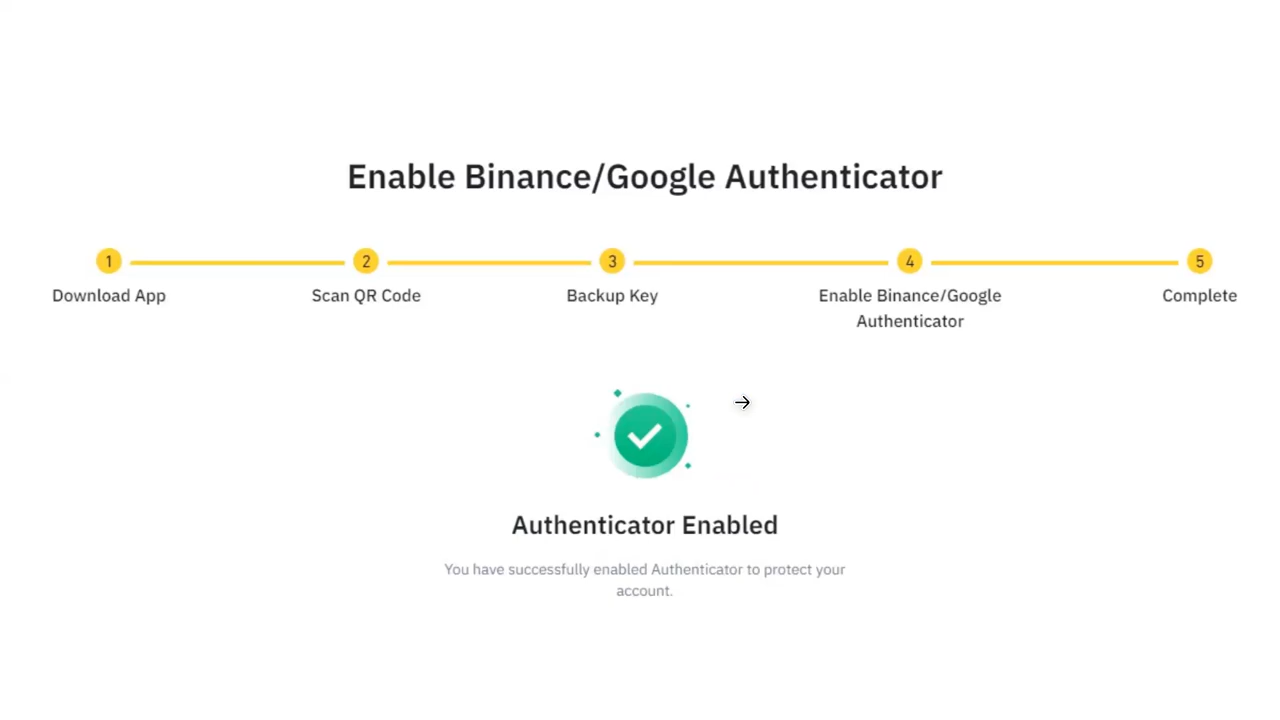 Enable Binance/Google Authenticator
1
2
3
4
5
Download App
Scan QR Code
Backup Key
Enable Binance/Google
Authenticator
Complete
Authenticator Enabled
You have successfully enabled Authenticator to protect your
account.